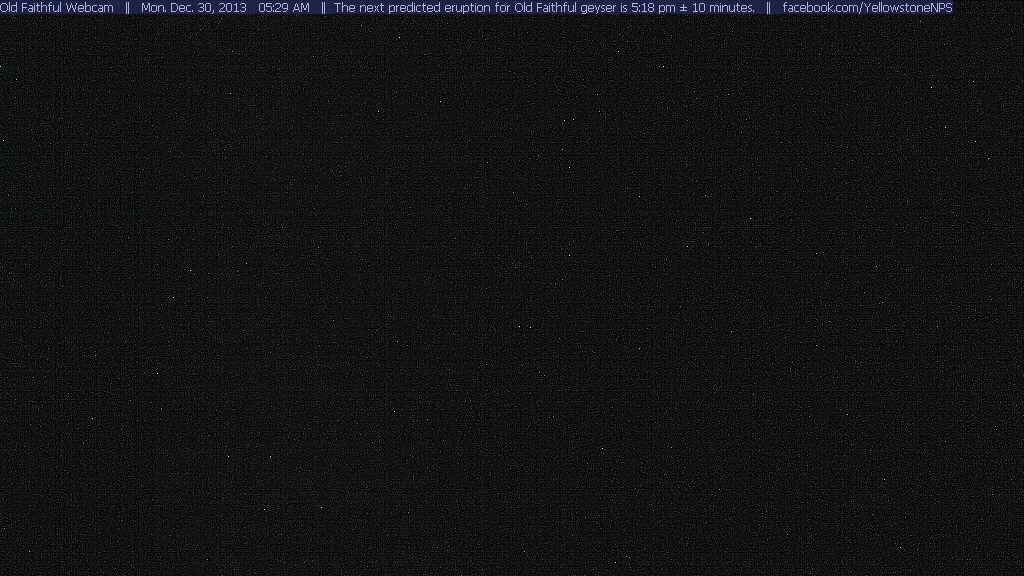 Old Faithful Webcam || Mon. Dec. 30, 2013 05:29 AM || The next predicted eruption for Old Faithful geyser is 5:18 pm ± 10 minutes. || facebook.com/YellowstoneNPS